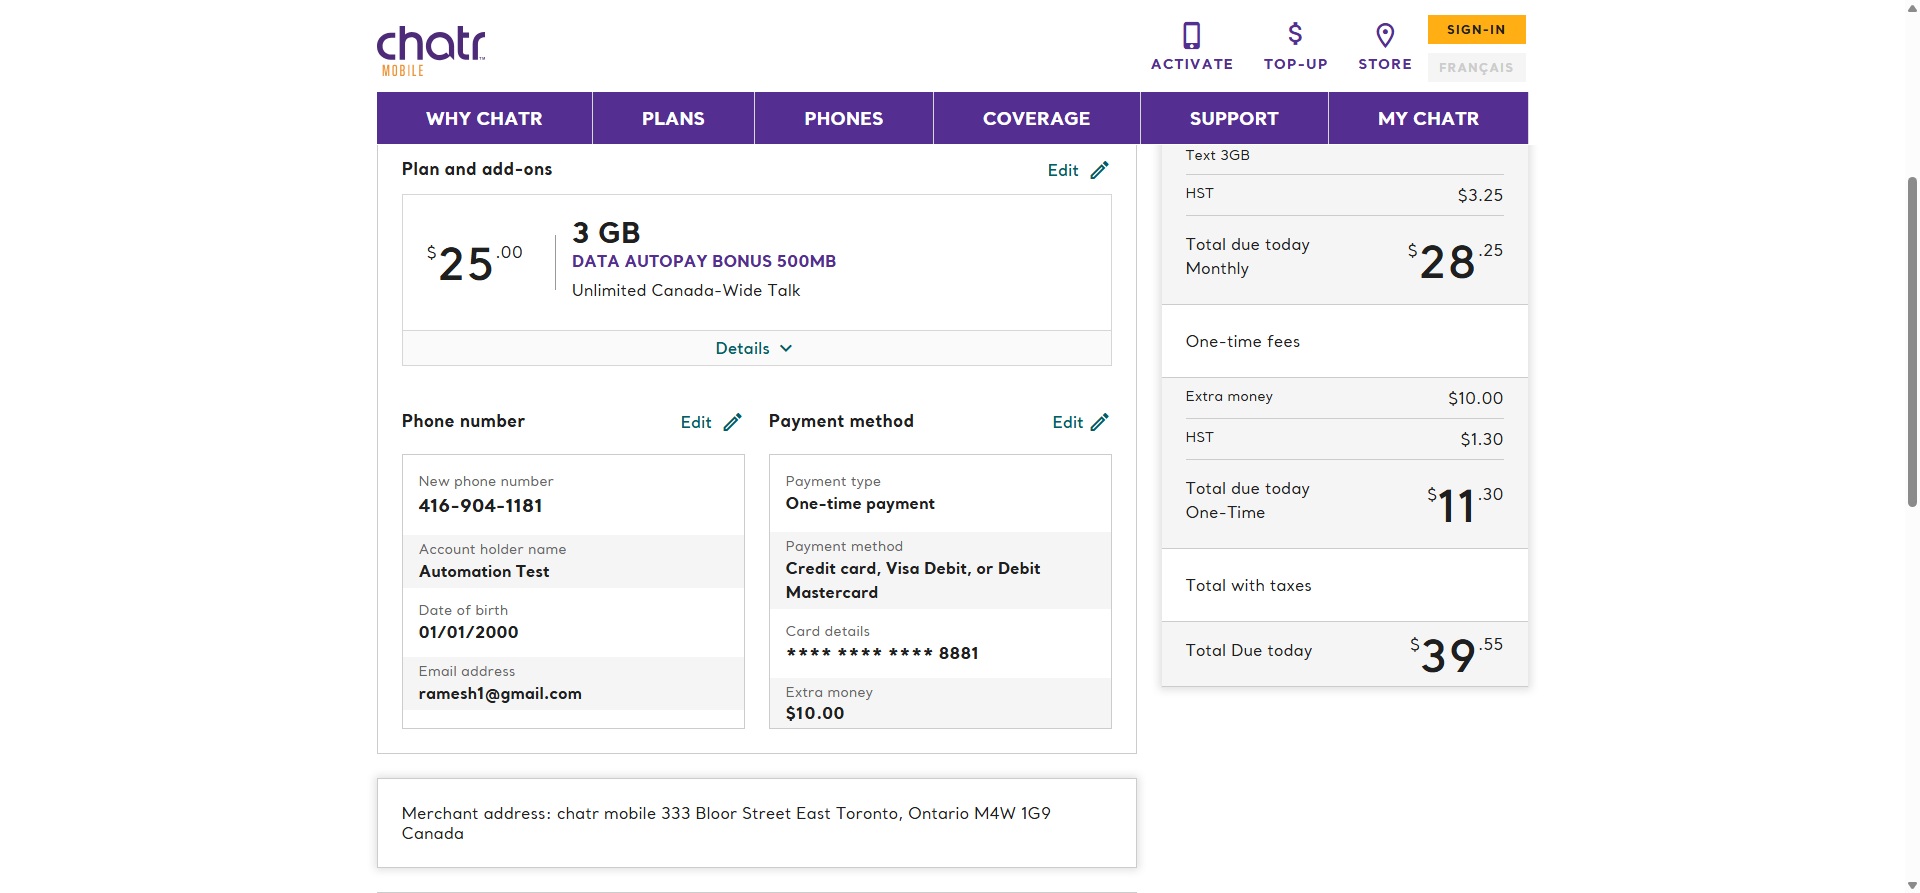 chatr
MOBILE
ACTIVATE
TOP-UP
STORE
SIGN-IN
FRANÇAIS
WHY CHATR
PLANS
PHONES
COVERAGE
SUPPORT
MY CHATR
Plan and add-ons
Edit
$25.00
3 GB
DATA AUTOPAY BONUS 500MB
Unlimited Canada-Wide Talk
Details
Phone number
Edit
New phone number
416-904-1181
Account holder name
Automation Test
Date of birth
01/01/2000
Email address
ramesh1@gmail.com
Payment method
Edit
Payment type
One-time payment
Payment method
Credit card, Visa Debit, or Debit
Mastercard
Card details
**** **** **** 8881
Extra money
$10.00
Merchant address: chatr mobile 333 Bloor Street East Toronto, Ontario M4W 1G9
Canada
Text 3GB
HST $3.25
Total due today
Monthly
$28.25
One-time fees
Extra money $10.00
HST $1.30
Total due today
One-Time
$11.30
Total with taxes
Total Due today $39.55